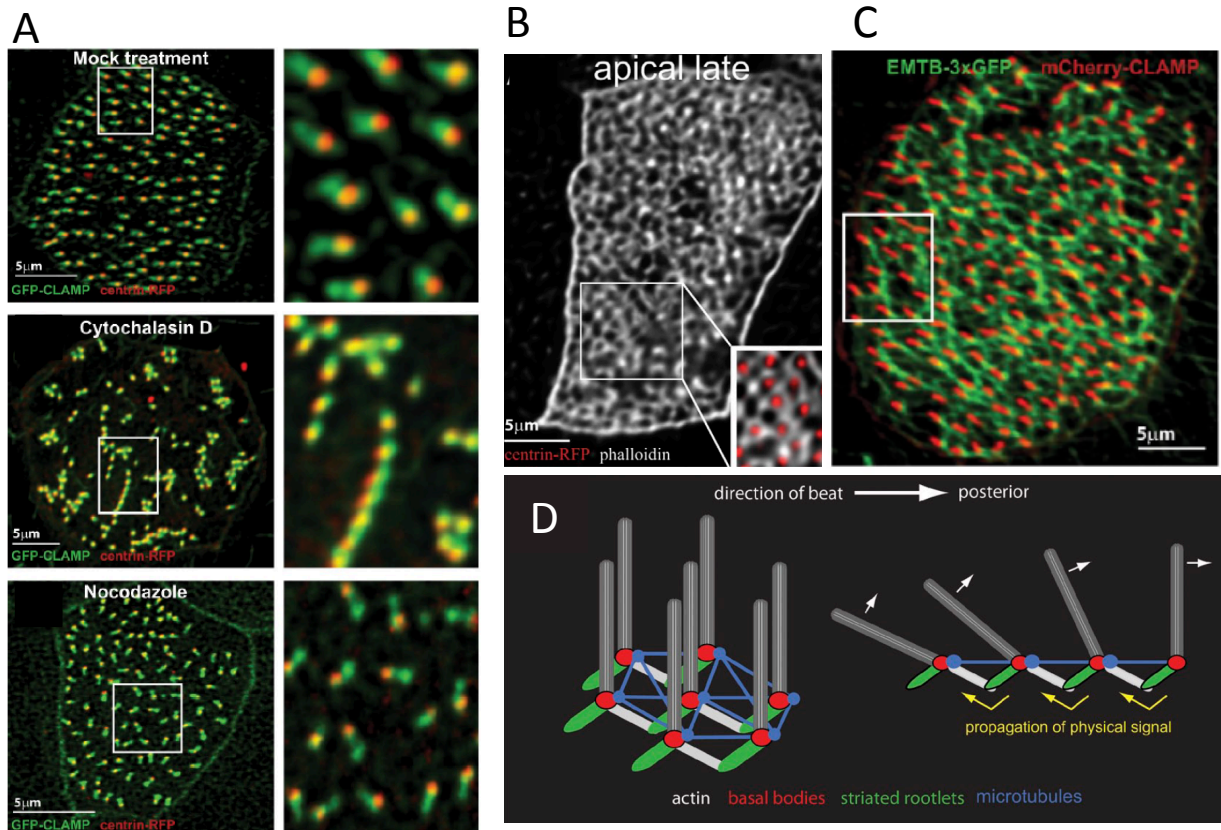 A
Mock treatment
5µm
GFP-CLAMP centrin-RFP
Cytochalasin D
5µm
GFP-CLAMP centrin-RFP
Nocodazole
5µm
GFP-CLAMP centrin-RFP
B
apical late
5µm
centrin-RFP phalloidin
C
EMTB-3xGFP mCherry-CLAMP
5µm
D
direction of beat posterior
propagation of physical signal
actin basal bodies striated rootlets microtubules